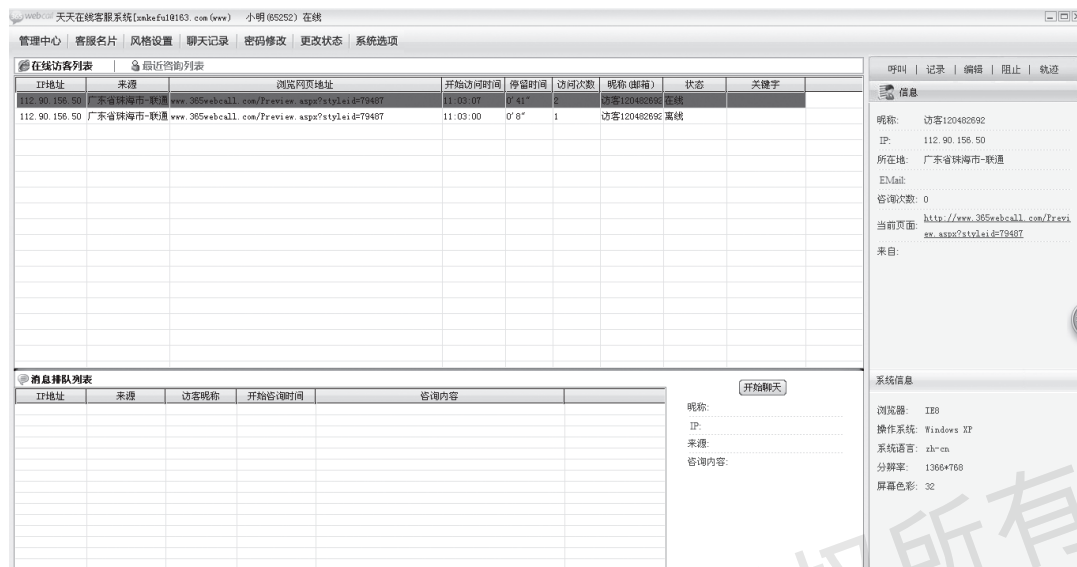 webcall 天天在线客服系统[xmkeful@163.com(www) 小明(65252) 在线
管理中心 客服名片 风格设置 聊天记录 密码修改 更改状态 系统选项
在线访客列表 最近咨询列表
IP地址 来源 浏览网页地址 开始访问时间 停留时间 访问次数 昵称(邮箱) 状态 关键字
112.90.156.50 广东省珠海市-联通 www.365webcall.com/Preview.aspx?styleid=79487 11:03:07 0'41" 2 访客120482692 在线
112.90.156.50 广东省珠海市-联通 www.365webcall.com/Preview.aspx?styleid=79487 11:03:00 0'8" 1 访客120482692 离线
消息排队列表
IP地址 来源 访客昵称 开始咨询时间 咨询内容
开始聊天
昵称:
IP:
来源:
咨询内容:
呼叫 | 记录 | 编辑 | 阻止 | 轨迹
信息
昵称: 访客120482692
IP: 112.90.156.50
所在地: 广东省珠海市-联通
EMail:
咨询次数: 0
当前页面: http://www.365webcall.com/Previ
ew.aspx?styleid=79487
来自:
系统信息
浏览器: IE8
操作系统: Windows XP
系统语言: zh-cn
分辨率: 1366*768
屏幕色彩: 32
所有